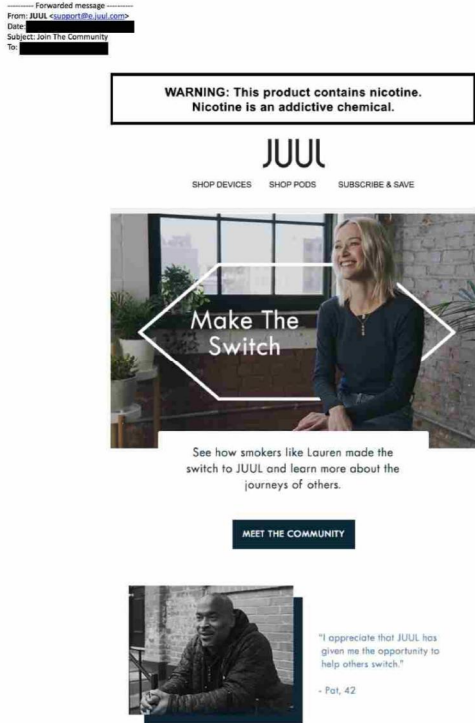 ---------- Forwarded message ----------
From: JUUL <support@e.juul.com>
Date:
Subject: Join The Community
To:
WARNING: This product contains nicotine.
Nicotine is an addictive chemical.
JUUL
SHOP DEVICES SHOP PODS SUBSCRIBE & SAVE
Make The
Switch
See how smokers like Lauren made the
switch to JUUL and learn more about the
journeys of others.
MEET THE COMMUNITY
"I appreciate that JUUL has
given me the opportunity to
help others switch."
- Pat, 42